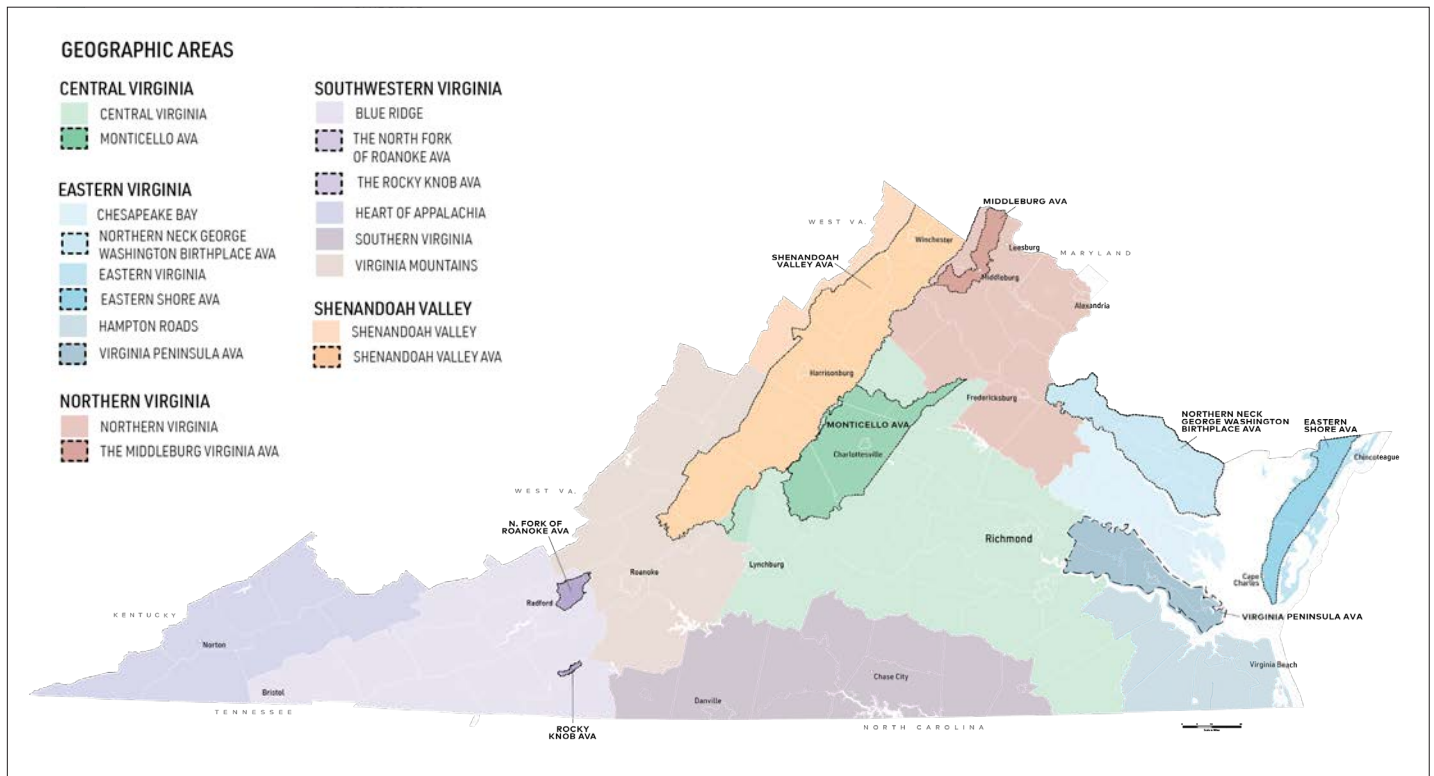 GEOGRAPHIC AREAS
CENTRAL VIRGINIA
CENTRAL VIRGINIA
MONTICELLO AVA
EASTERN VIRGINIA
CHESAPEAKE BAY
NORTHERN NECK GEORGE
WASHINGTON BIRTHPLACE AVA
EASTERN VIRGINIA
EASTERN SHORE AVA
HAMPTON ROADS
VIRGINIA PENINSULA AVA
NORTHERN VIRGINIA
NORTHERN VIRGINIA
THE MIDDLEBURG VIRGINIA AVA
SOUTHWESTERN VIRGINIA
BLUE RIDGE
THE NORTH FORK
OF ROANOKE AVA
THE ROCKY KNOB AVA
HEART OF APPALACHIA
SOUTHERN VIRGINIA
VIRGINIA MOUNTAINS
SHENANDOAH VALLEY
SHENANDOAH VALLEY
SHENANDOAH VALLEY AVA
MIDDLEBURG AVA
WEST VA.
Winchester
Leesburg
MARYLAND
SHENANDOAH
VALLEY AVA
Middleburg
Alexandria
Harrisonburg
Fredericksburg
MONTICELLO AVA
NORTHERN NECK
GEORGE WASHINGTON
BIRTHPLACE AVA
EASTERN
SHORE AVA
Charlottesville
Chincoteague
WEST VA.
N. FORK OF
ROANOKE AVA
Richmond
Lynchburg
Roanoke
Cape
Charles
Radford
KENTUCKY
VIRGINIA PENINSULA AVA
Norton
Virginia Beach
Chase City
Bristol
Danville
TENNESSEE
ROCKY
KNOB AVA
NORTH CAROLINA